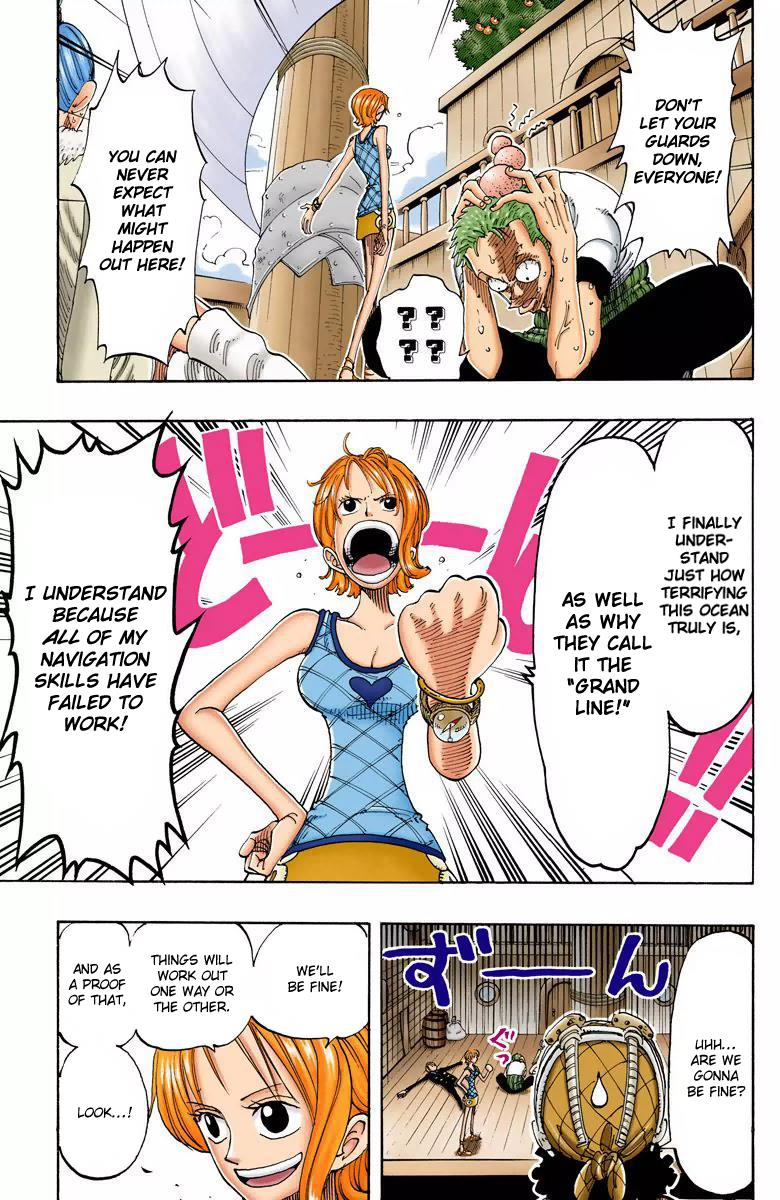 DON'T
LET YOUR
GUARDS
DOWN,
EVERYONE!
YOU CAN
NEVER
EXPECT
WHAT
MIGHT
HAPPEN
OUT HERE!
??
??
I FINALLY
UNDER-
STAND
JUST HOW
TERRIFYING
THIS OCEAN
TRULY IS,
AS WELL
AS WHY
THEY CALL
IT THE
"GRAND
LINE!"
どーん!!
I UNDERSTAND
BECAUSE
ALL OF MY
NAVIGATION
SKILLS HAVE
FAILED TO
WORK!
UHH...
ARE WE
GONNA
BE FINE?
ずーん
ぐっ
WE'LL
BE FINE!
THINGS WILL
WORK OUT
ONE WAY OR
THE OTHER.
AND AS
A PROOF
OF THAT,
LOOK...!